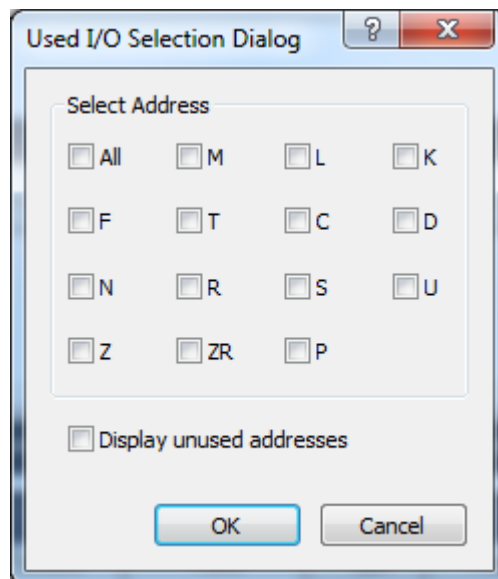 Used I/O Selection Dialog ? X
Select Address
All M L K
F T C D
N R S U
Z ZR P
Display unused addresses
OK Cancel